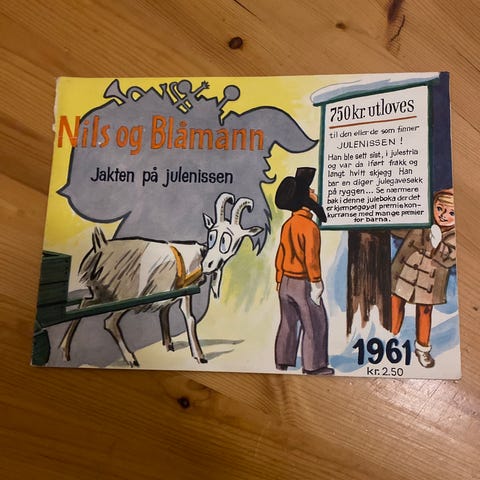 Nils og Blåmann
Jakten på julenissen
750 kr. utloves
til den eller de som finner
JULENISSEN!
Han ble sett sist, i julestria
og var da iført frakk og
langt hvitt skjegg Han
bar en diger julegavesekk
på ryggen... Se nærmere
bak i denne juleboka der det
er kjempegøyal premiekon-
kurranse med mange premier
for barna.
1961
kr. 2.50